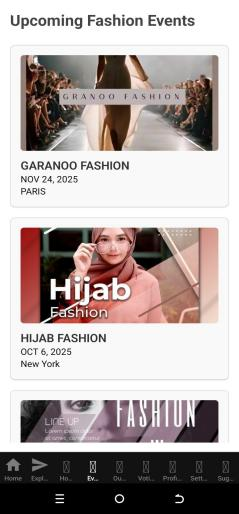 Upcoming Fashion Events
GRANOO FASHION
GARANOO FASHION
NOV 24, 2025
PARIS
Hijab
Fashion
HIJAB FASHION
OCT 6, 2025
New York
LINE UP
FASHION
Home
Expl...
Ho...
Ev...
Ou...
Voti...
Profi...
Sett...
Sug...